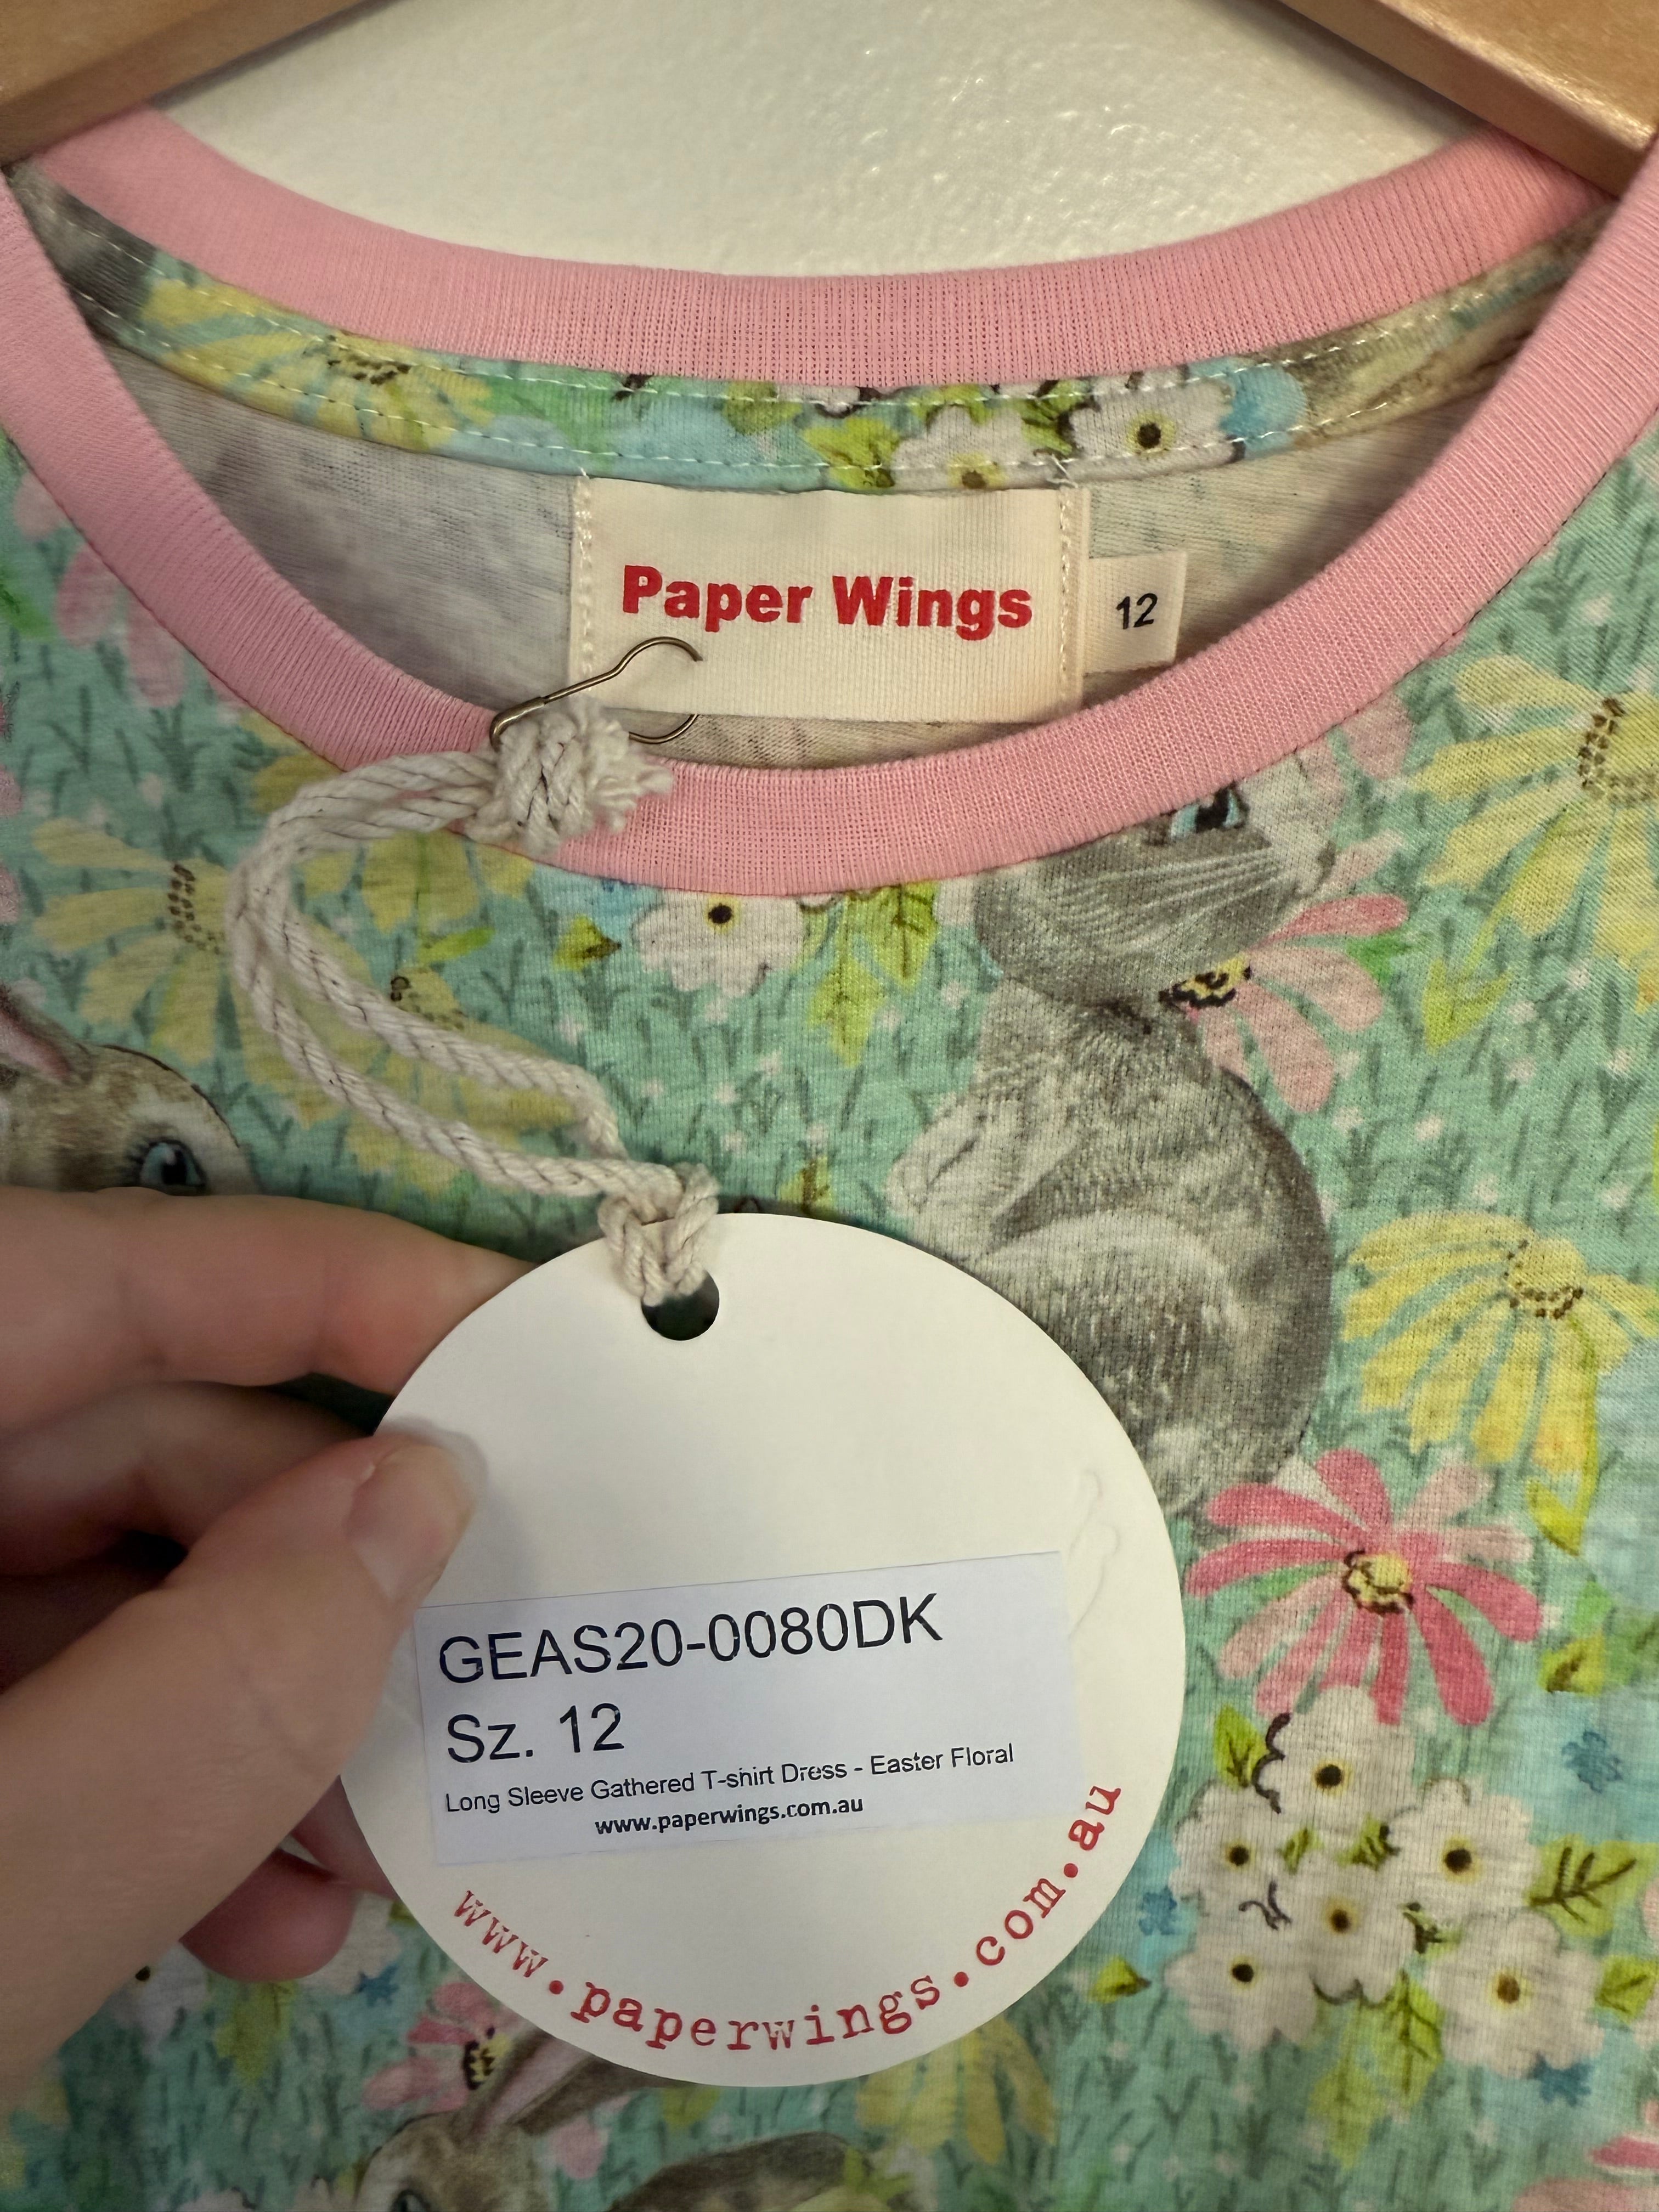 Paper Wings
12
GEAS20-0080DK
Sz. 12
Long Sleeve Gathered T-shirt Dress - Easter Floral
www.paperwings.com.au
www.paperwings.com.au